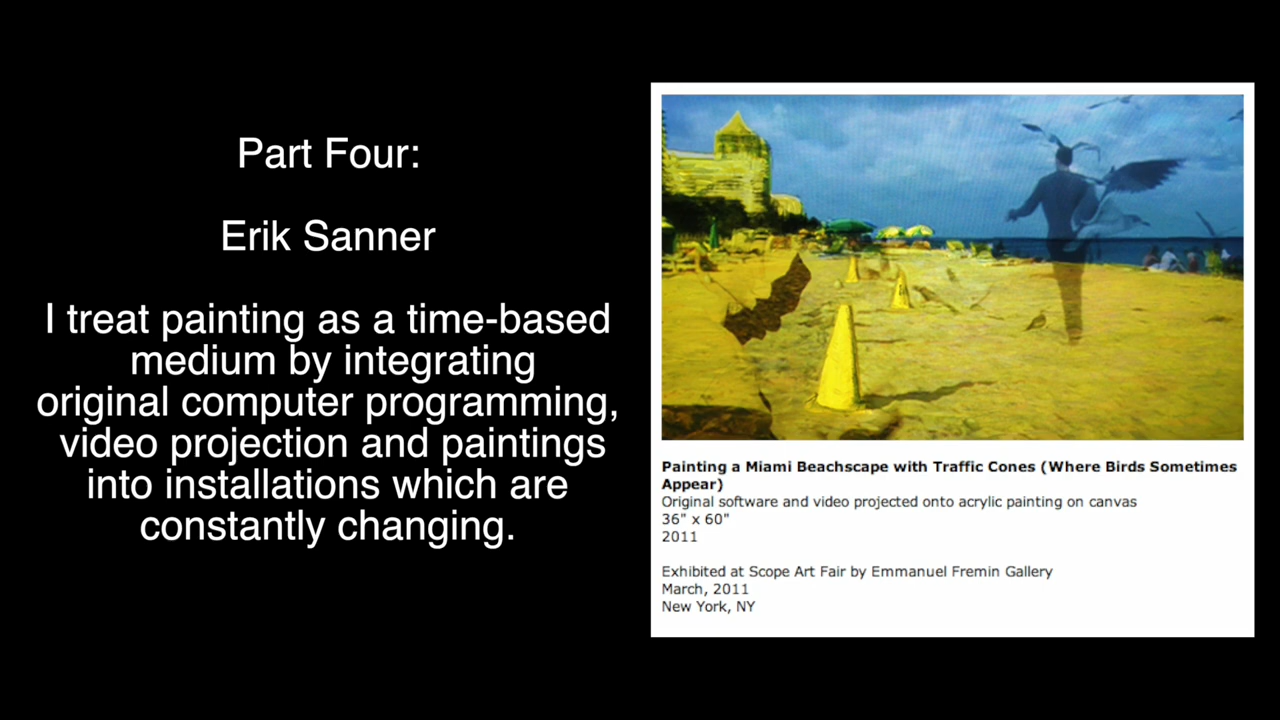 Part Four:
Erik Sanner
I treat painting as a time-based
medium by integrating
original computer programming,
video projection and paintings
into installations which are
constantly changing.
Painting a Miami Beachscape with Traffic Cones (Where Birds Sometimes
Appear)
Original software and video projected onto acrylic painting on canvas
36" x 60"
2011
Exhibited at Scope Art Fair by Emmanuel Fremin Gallery
March, 2011
New York, NY